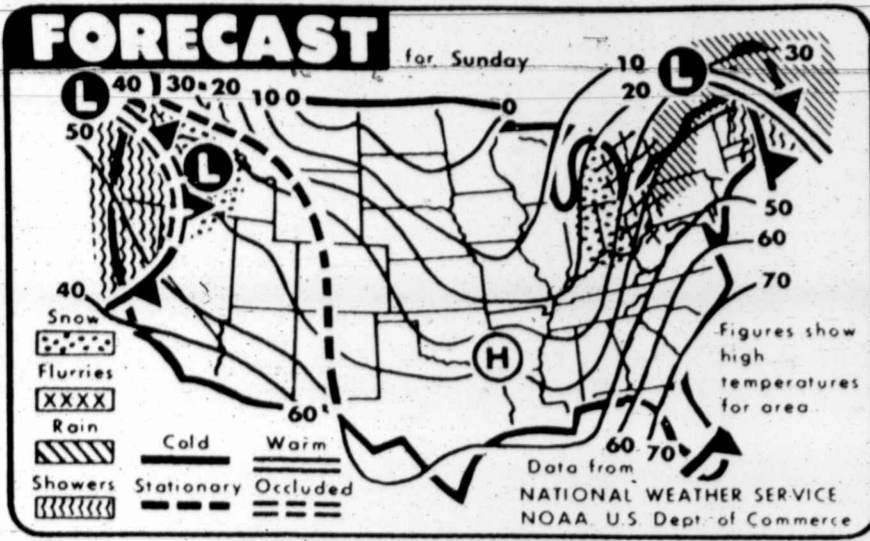 FORECAST
for Sunday
L 40 30 20 10 0 0 10 20 L 30
50
L
50
60
70
40
Snow
Flurries
XXXX
Rain
Showers
60
Cold Warm
Stationary Occluded
H
60 70
Figures show
high
temperatures
for area
Data from
NATIONAL WEATHER SERVICE
NOAA. U.S. Dept. of Commerce